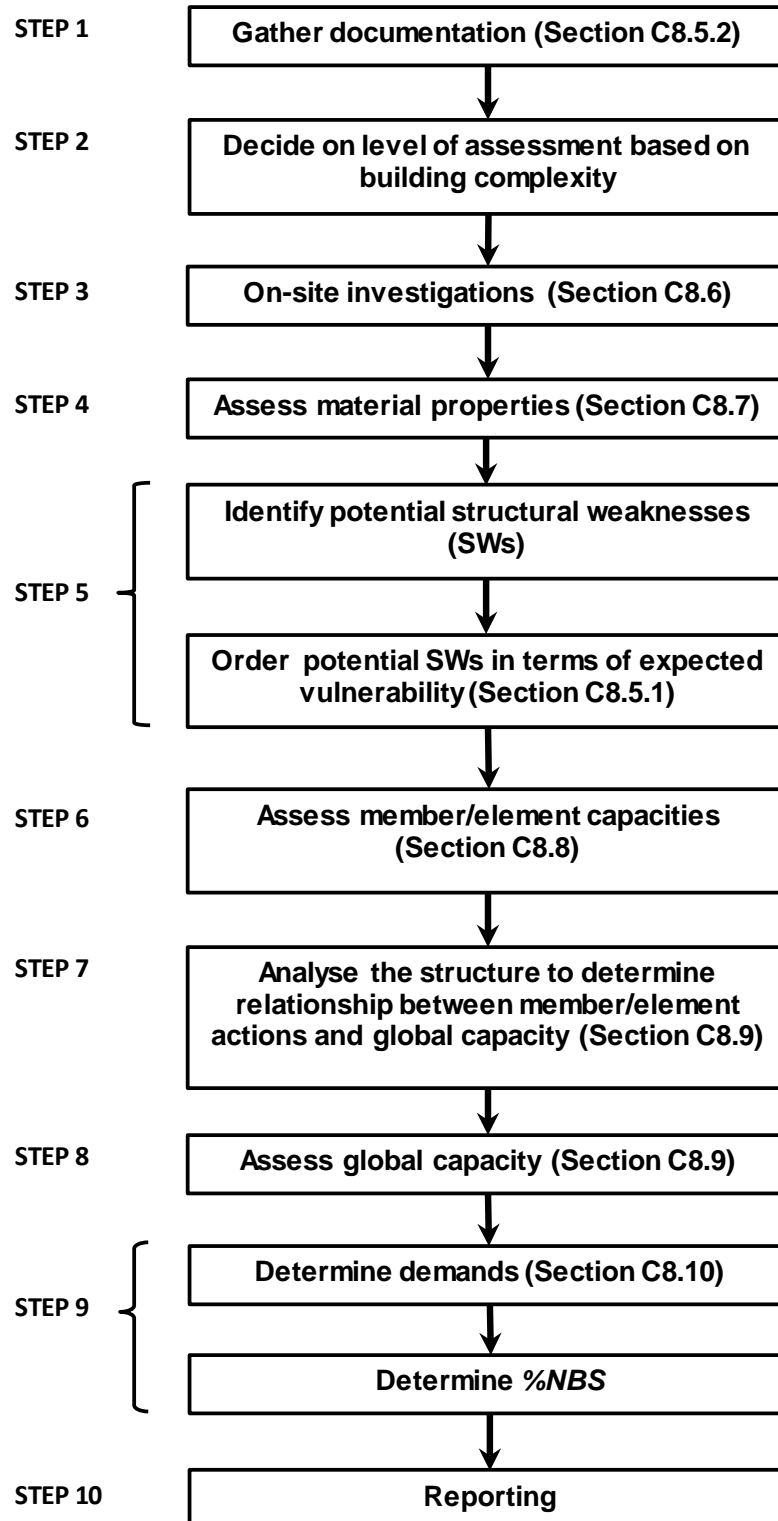 STEP 1
Gather documentation (Section C8.5.2)
STEP 2
Decide on level of assessment based on
building complexity
STEP 3
On-site investigations (Section C8.6)
STEP 4
Assess material properties (Section C8.7)
STEP 5
Identify potential structural weaknesses
(SWs)
Order potential SWs in terms of expected
vulnerability (Section C8.5.1)
STEP 6
Assess member/element capacities
(Section C8.8)
STEP 7
Analyse the structure to determine
relationship between member/element
actions and global capacity (Section C8.9)
STEP 8
Assess global capacity (Section C8.9)
STEP 9
Determine demands (Section C8.10)
Determine %NBS
STEP 10
Reporting